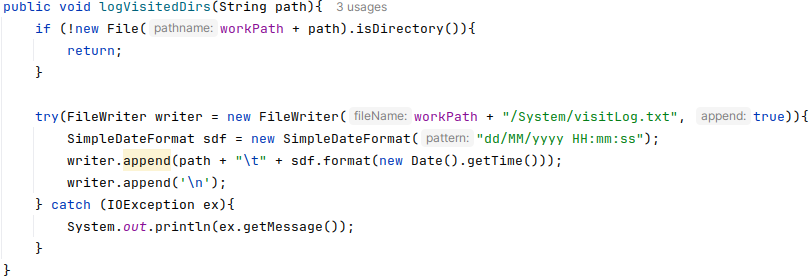 public void logVisitedDirs(String path){ 3 usages
if (!new File( pathname: workPath + path).isDirectory()){
return;
}
try(FileWriter writer = new FileWriter( fileName: workPath + "/System/visitLog.txt", append: true)){
SimpleDateFormat sdf = new SimpleDateFormat( pattern: "dd/MM/yyyy HH:mm:ss");
writer.append(path + "\t" + sdf.format(new Date().getTime()));
writer.append('\n');
} catch (IOException ex){
System.out.println(ex.getMessage());
}
}